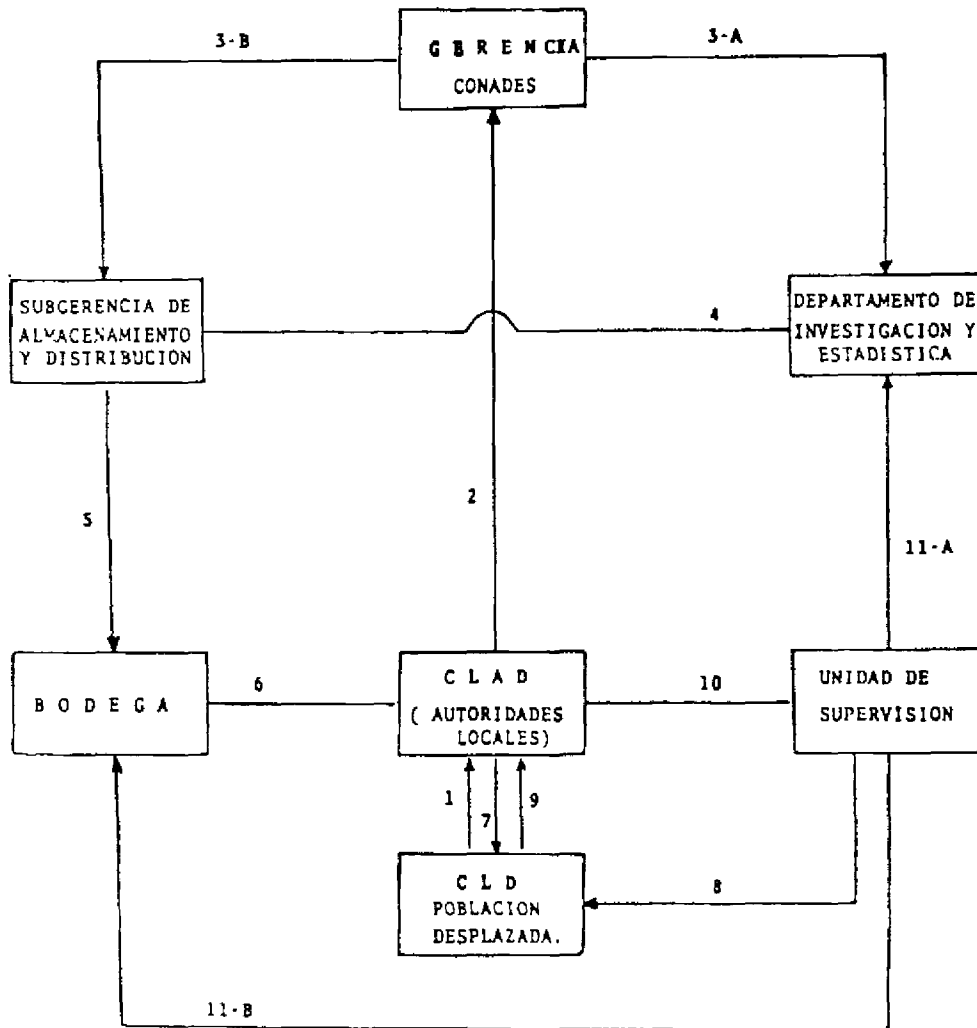 3-B
G B R E N CIA
CONADES
3-A
SUBGERENCIA DE
ALMACENAMIENTO
Y DISTRIBUCION
4
DEPARTAMENTO DE
INVESTIGACION Y
ESTADISTICA
2
5
11-A
B O D E G A
6
C L A D
( AUTORIDADES
LOCALES)
10
UNIDAD DE
SUPERVISION
1
7
9
C L D
POBLACION
DESPLAZADA.
8
11-B